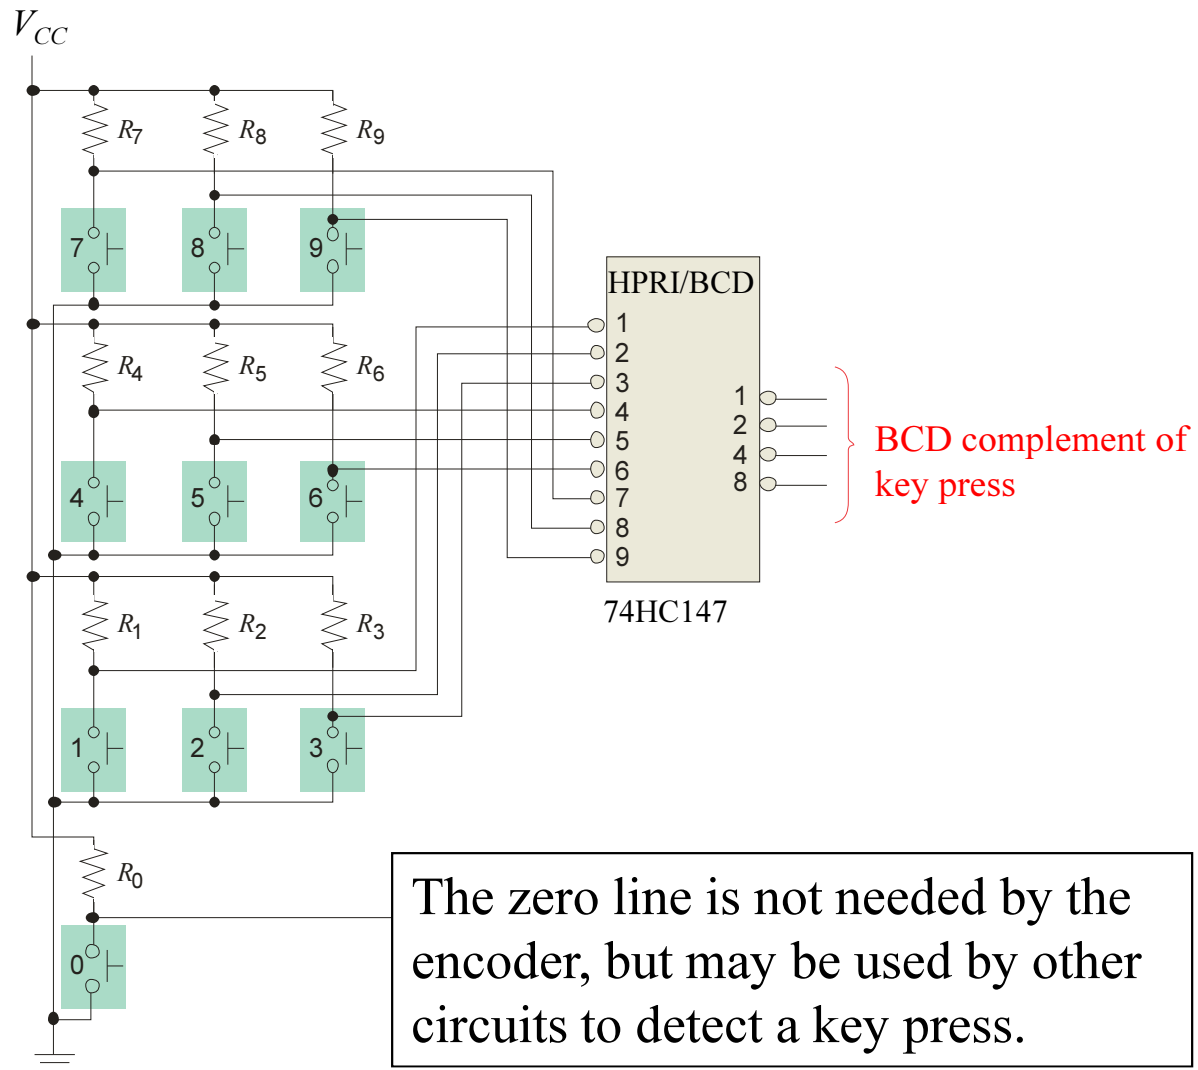 VCC
R7 R8 R9
7 8 9
HPRI/BCD
1
2
3
4
5
6
7
8
9
1
2
4
8
74HC147
BCD complement of
key press
R4 R5 R6
4 5 6
R1 R2 R3
1 2 3
R0
0
The zero line is not needed by the
encoder, but may be used by other
circuits to detect a key press.